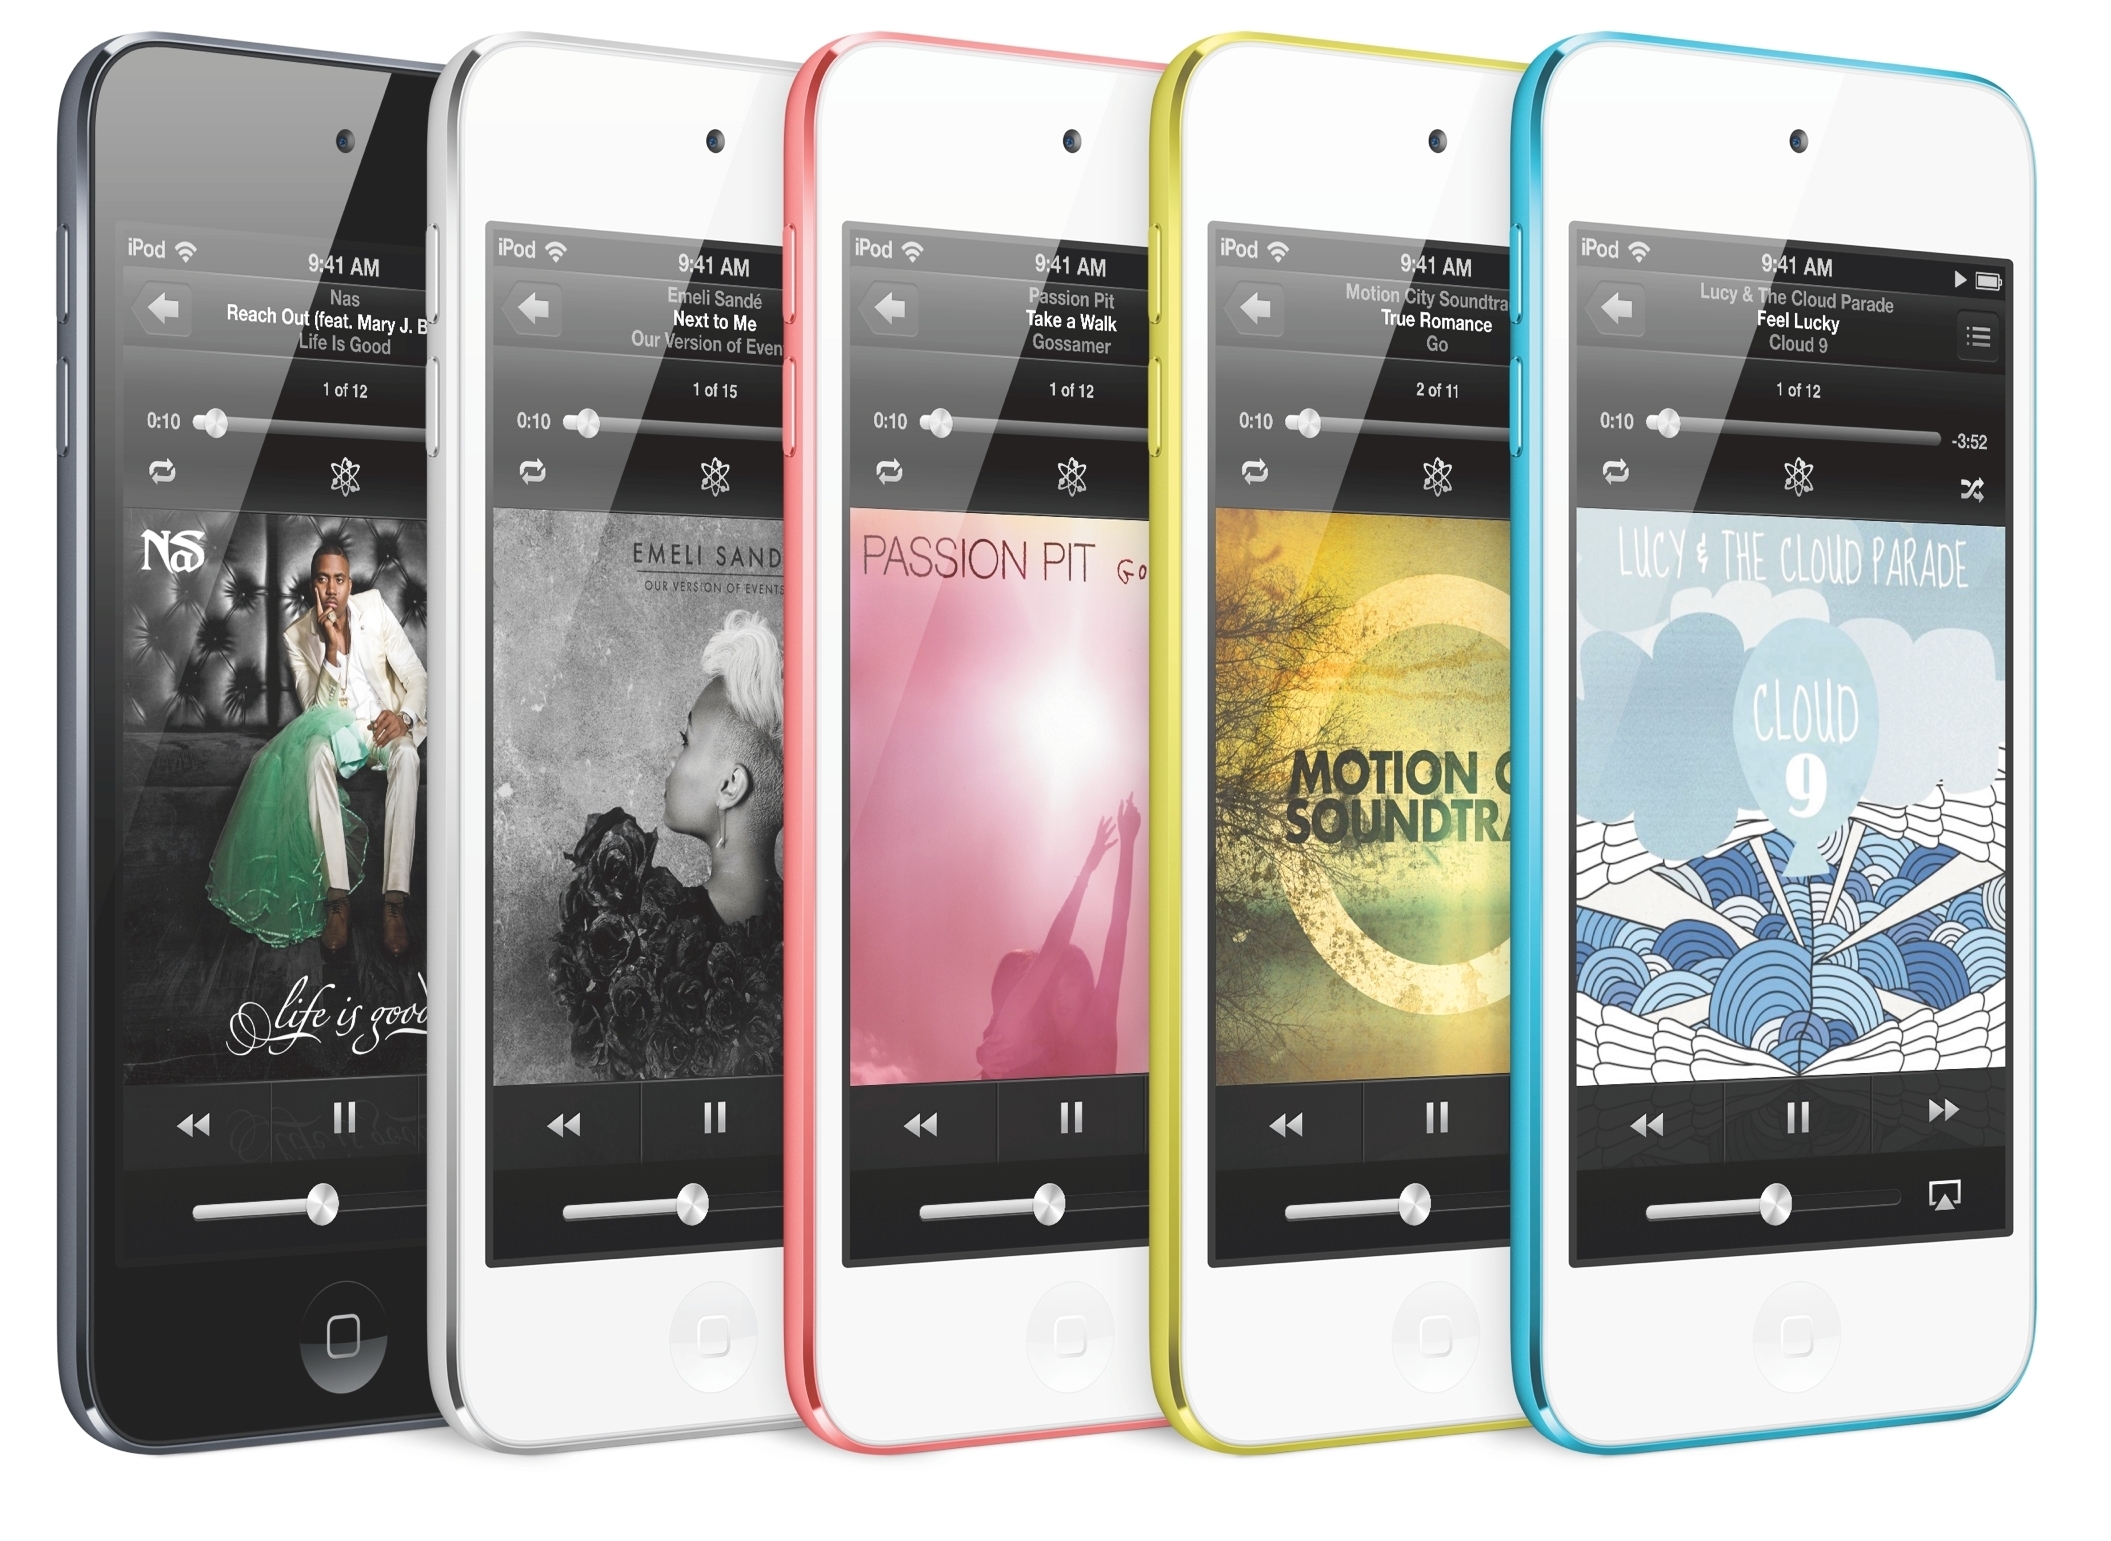 iPod
9:41 AM
Nas
Reach Out (feat. Mary J. B
Life Is Good
1 of 12
0:10
NaS
life is good
iPod
9:41 AM
Emeli Sandé
Next to Me
Our Version of Even
1 of 15
0:10
EMELI SAND
OUR VERSION OF EVENTS
iPod
9:41 AM
Passion Pit
Take a Walk
Gossamer
1 of 12
0:10
PASSION PIT Go
iPod
9:41 AM
Motion City Soundtra
True Romance
Go
2 of 11
0:10
MOTION C
SOUNDTRA
iPod
9:41 AM
Lucy & The Cloud Parade
Feel Lucky
Cloud 9
1 of 12
0:10 -3:52
LUCY & THE CLOUD PARADE
CLOUD
9